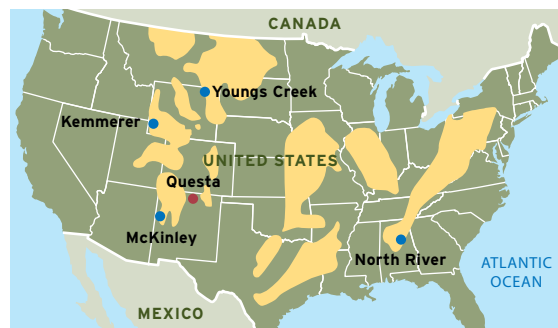 CANADA
Youngs Creek
Kemmerer
UNITED STATES
Questa
McKinley
North River
ATLANTIC
OCEAN
MEXICO